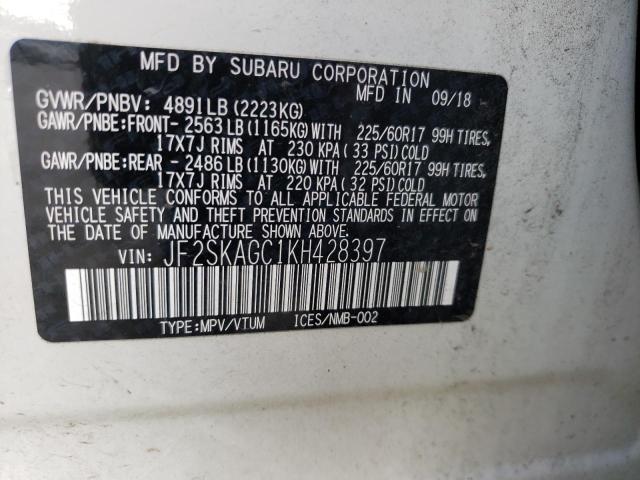 MFD BY SUBARU CORPORATION
GVWR/PNBV: 4891LB (2223KG) MFD IN 09/18
GAWR/PNBE:FRONT- 2563LB (1165KG) WITH 225/60R17 99H TIRES,
17X7J RIMS AT 230 KPA (33 PSI) COLD
GAWR/PNBE:REAR - 2486LB (1130KG) WITH 225/60R17 99H TIRES,
17X7J RIMS AT 220 KPA (32 PSI) COLD
THIS VEHICLE CONFORMS TO ALL APPLICABLE FEDERAL MOTOR
VEHICLE SAFETY AND THEFT PREVENTION STANDARDS IN EFFECT ON
THE DATE OF MANUFACTURE SHOWN ABOVE.
VIN: JF2SKAGC1KH428397
TYPE:MPV/VTUM ICES/NMB-002